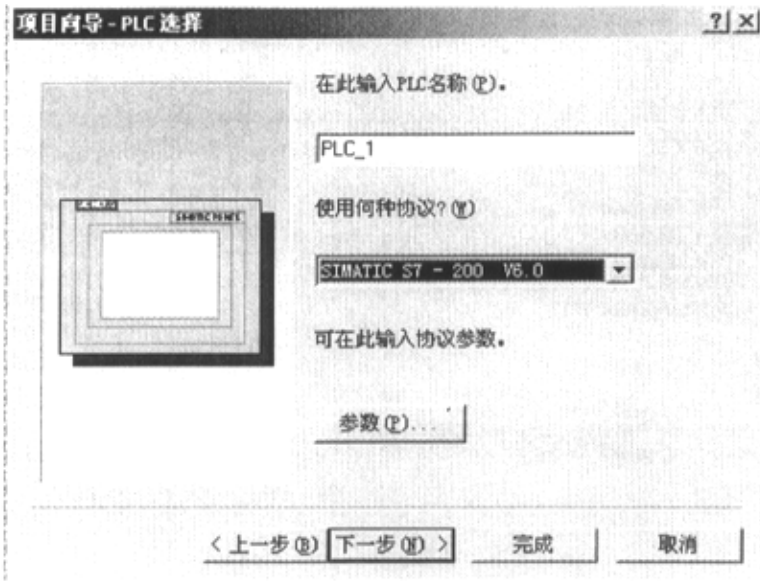 项目向导 - PLC 选择
在此输入PLC名称(P)。
PLC_1
使用何种协议?(W)
SIMATIC S7 - 200 V6.0
可在此输入协议参数。
参数(P)...
< 上一步(B) 下一步(N) > 完成 取消